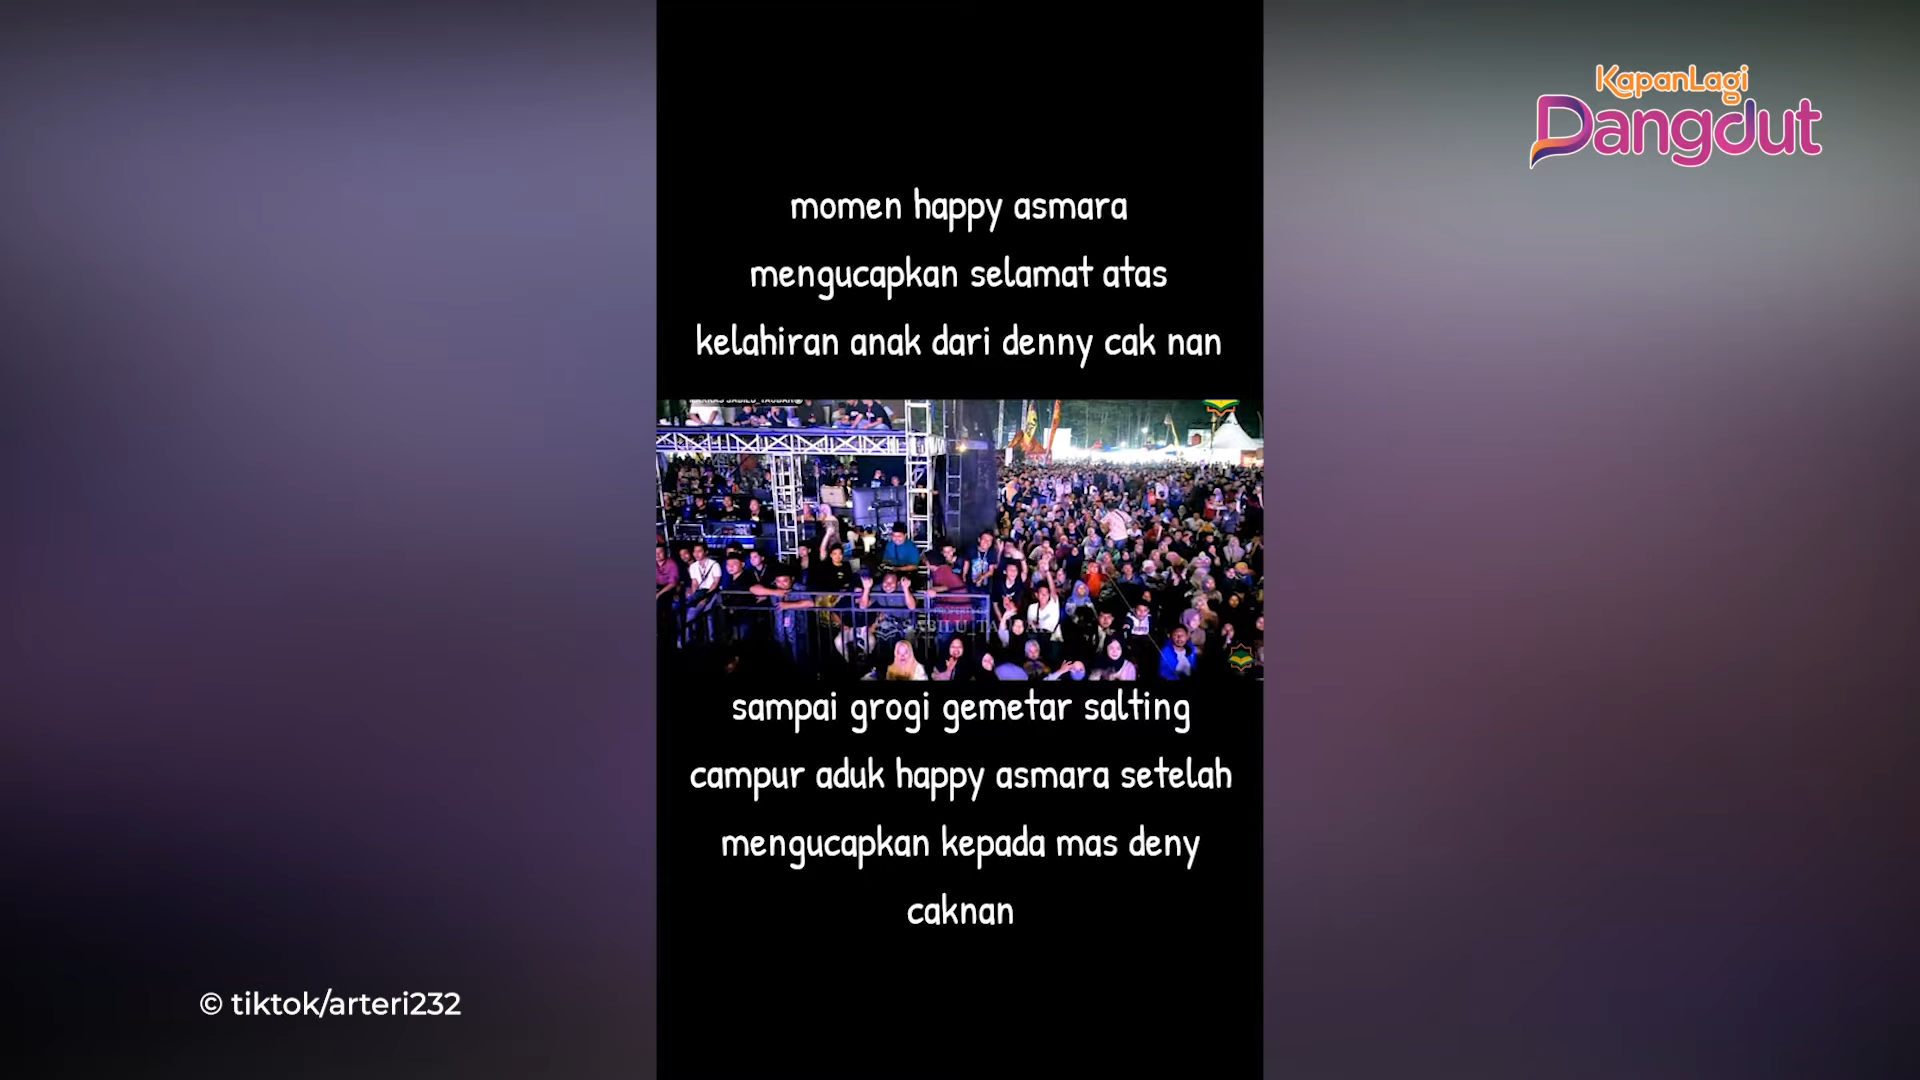 KapanLagi
Dangdut
momen happy asmara
mengucapkan selamat atas
kelahiran anak dari denny cak nan
SABILU_TAUBAH
sampai grogi gemetar salting
campur aduk happy asmara setelah
mengucapkan kepada mas deny
caknan
© tiktok/arteri232